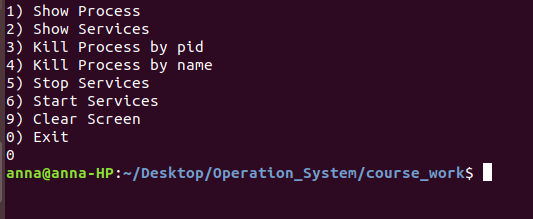 1) Show Process
2) Show Services
3) Kill Process by pid
4) Kill Process by name
5) Stop Services
6) Start Services
9) Clear Screen
0) Exit
0
anna@anna-HP:~/Desktop/Operation_System/course_work$